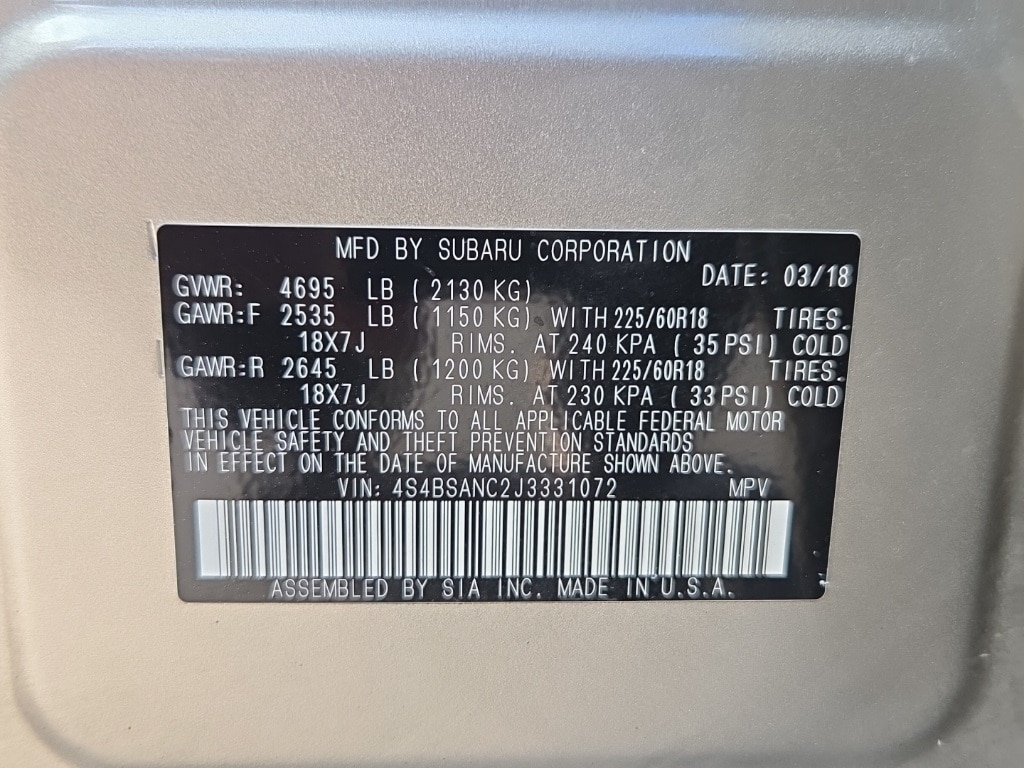 MFD BY SUBARU CORPORATION
DATE: 03/18
GVWR: 4695 LB ( 2130 KG)
GAWR:F 2535 LB ( 1150 KG) WITH 225/60R18 TIRES.
18X7J RIMS. AT 240 KPA ( 35 PSI) COLD
GAWR:R 2645 LB ( 1200 KG) WITH 225/60R18 TIRES.
18X7J RIMS. AT 230 KPA ( 33 PSI) COLD
THIS VEHICLE CONFORMS TO ALL APPLICABLE FEDERAL MOTOR
VEHICLE SAFETY AND THEFT PREVENTION STANDARDS
IN EFFECT ON THE DATE OF MANUFACTURE SHOWN ABOVE.
VIN: 4S4BSANC2J3331072 MPV
ASSEMBLED BY SIA INC. MADE IN U.S.A.